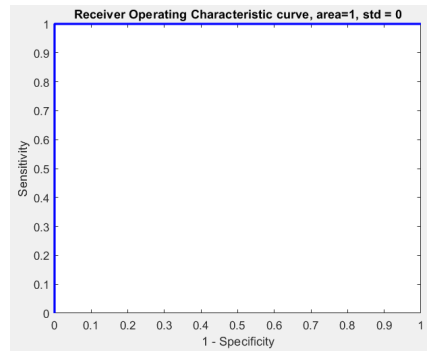 Receiver Operating Characteristic curve, area=1, std = 0
1
0.9
0.8
0.7
0.6
0.5
0.4
0.3
0.2
0.1
0
Sensitivity
0 0.1 0.2 0.3 0.4 0.5 0.6 0.7 0.8 0.9 1
1 - Specificity